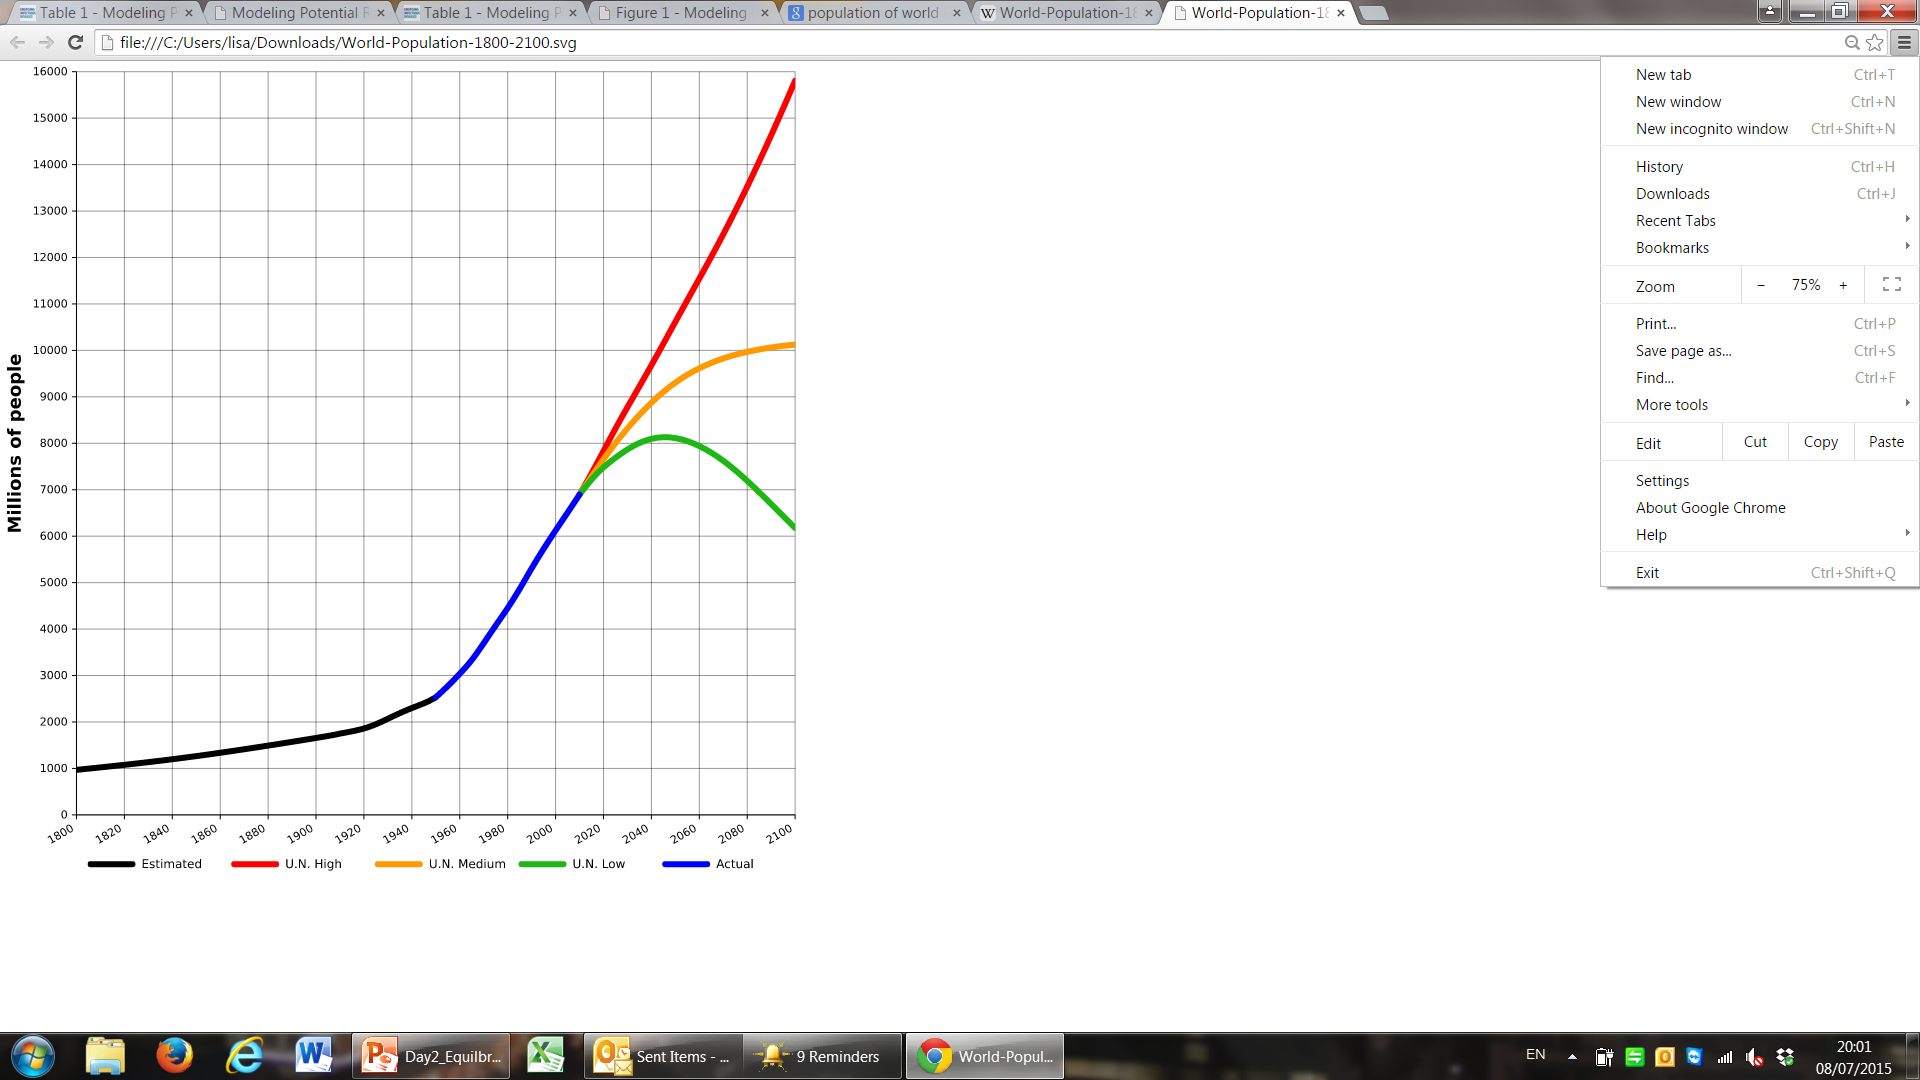 Table 1 - Modeling P
Modeling Potential R
Table 1 - Modeling P
Figure 1 - Modeling
population of world
World-Population-18
World-Population-18
file:///C:/Users/lisa/Downloads/World-Population-1800-2100.svg
New tab Ctrl+T
New window Ctrl+N
New incognito window Ctrl+Shift+N
History Ctrl+H
Downloads Ctrl+J
Recent Tabs
Bookmarks
Zoom − 75% +
Print... Ctrl+P
Save page as... Ctrl+S
Find... Ctrl+F
More tools
Edit Cut Copy Paste
Settings
About Google Chrome
Help
Exit Ctrl+Shift+Q
Millions of people
16000
15000
14000
13000
12000
11000
10000
9000
8000
7000
6000
5000
4000
3000
2000
1000
0
1800 1820 1840 1860 1880 1900 1920 1940 1960 1980 2000 2020 2040 2060 2080 2100
Estimated U.N. High U.N. Medium U.N. Low Actual
Day2_Equilbr...
Sent Items - ...
9 Reminders
World-Popul...
EN
20:01
08/07/2015